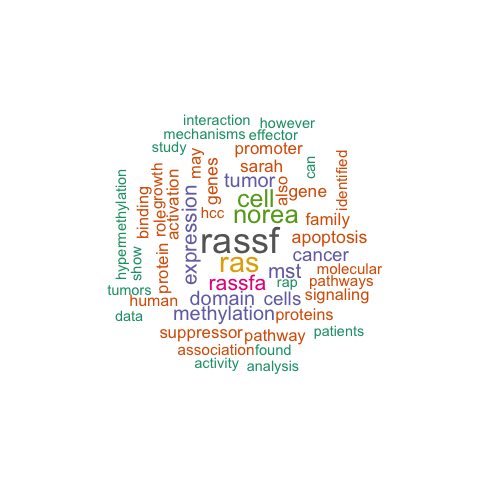 interaction
however
mechanisms
effector
study
promoter
may
genes
sarah
can
identified
tumor
also
gene
hypermethylation
binding
role
growth
activation
expression
hcc
cell
norea
family
rassf
apoptosis
show
protein
ras
cancer
mst
molecular
rassfa
rap
pathways
tumors
human
domain
cells
signaling
data
methylation
proteins
suppressor
pathway
patients
association
found
activity
analysis